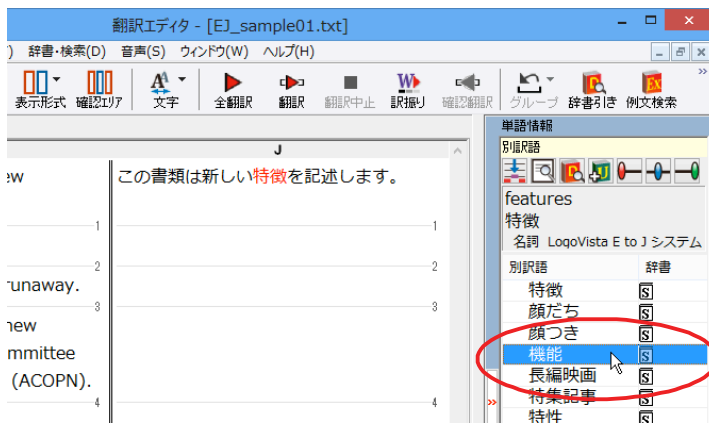 翻訳エディタ - [EJ_sample01.txt]
) 辞書・検索(D) 音声(S) ウィンドウ(W) ヘルプ(H)
表示形式 確認エリア 文字 全翻訳 翻訳 翻訳中止 訳振り 確認翻訳 グループ 辞書引き 例文検索
単語情報
別訳語
J
ew
この書類は新しい特徴を記述します。
features
特徴
名詞 LogoVista E to J システム
1
1
別訳語 辞書
2
2
runaway.
特徴 S
顔だち S
3
3
new
顔つき S
機能 S
mmittee
長編映画 S
(ACOPN).
特集記事 S
4
4
特性 S